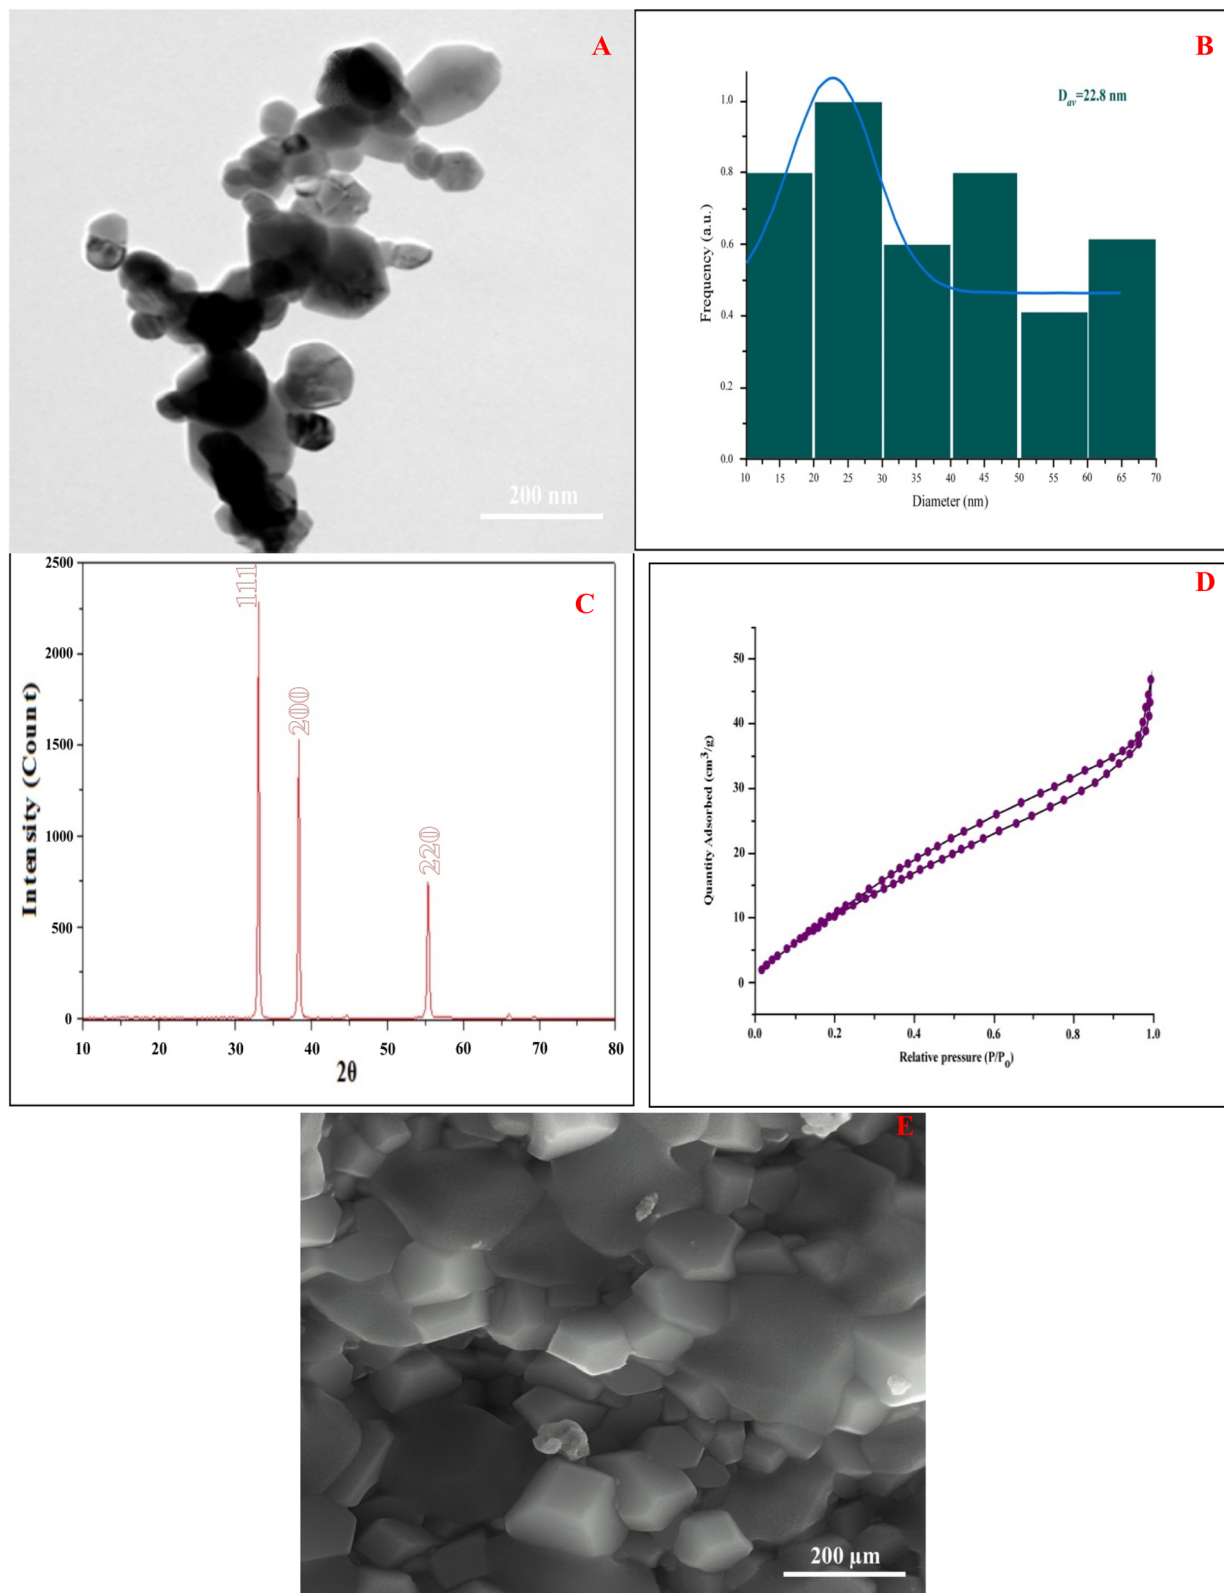 A
200 nm
B
D_av=22.8 nm
Frequency (a.u.)
1.0
0.8
0.6
0.4
0.2
0.0
10 15 20 25 30 35 40 45 50 55 60 65 70
Diameter (nm)
C
Intensity (Count)
2500
2000
1500
1000
500
0
111
200
220
10 20 30 40 50 60 70 80
2θ
D
Quantity Adsorbed (cm³/g)
50
40
30
20
10
0
0.0 0.2 0.4 0.6 0.8 1.0
Relative pressure (P/P₀)
E
200 µm